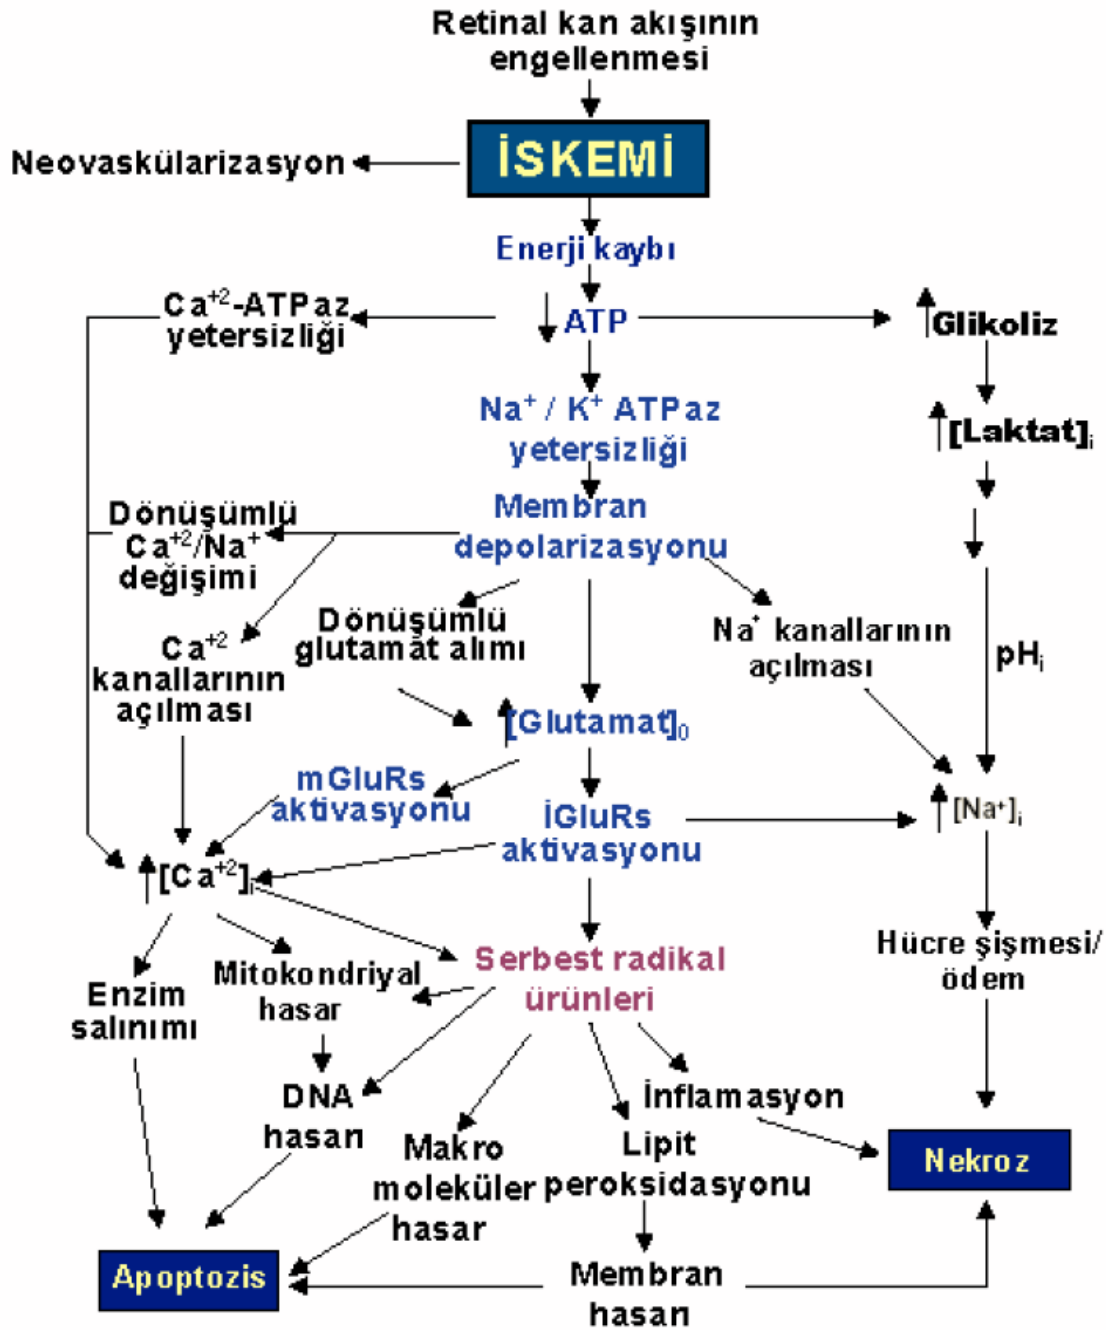 Retinal kan akışının
engellenmesi
İSKEMİ
Neovaskülarizasyon
Enerji kaybı
Ca⁺²-ATPaz
yetersizliği
ATP
Glikoliz
Na⁺ / K⁺ ATPaz
yetersizliği
[Laktat]ᵢ
Membran
depolarizasyonu
Dönüşümlü
Ca⁺²/Na⁺
değişimi
Dönüşümlü
glutamat alımı
Na⁺ kanallarının
açılması
Ca⁺²
kanallarının
açılması
pHᵢ
[Glutamat]₀
mGluRs
aktivasyonu
İGluRs
aktivasyonu
[Na⁺]ᵢ
[Ca⁺²]ᵢ
Serbest radikal
ürünleri
Hücre şişmesi/
ödem
Mitokondriyal
hasar
Enzim
salınımı
DNA
hasarı
İnflamasyon
Makro
moleküler
hasar
Lipit
peroksidasyonu
Nekroz
Apoptozis
Membran
hasarı